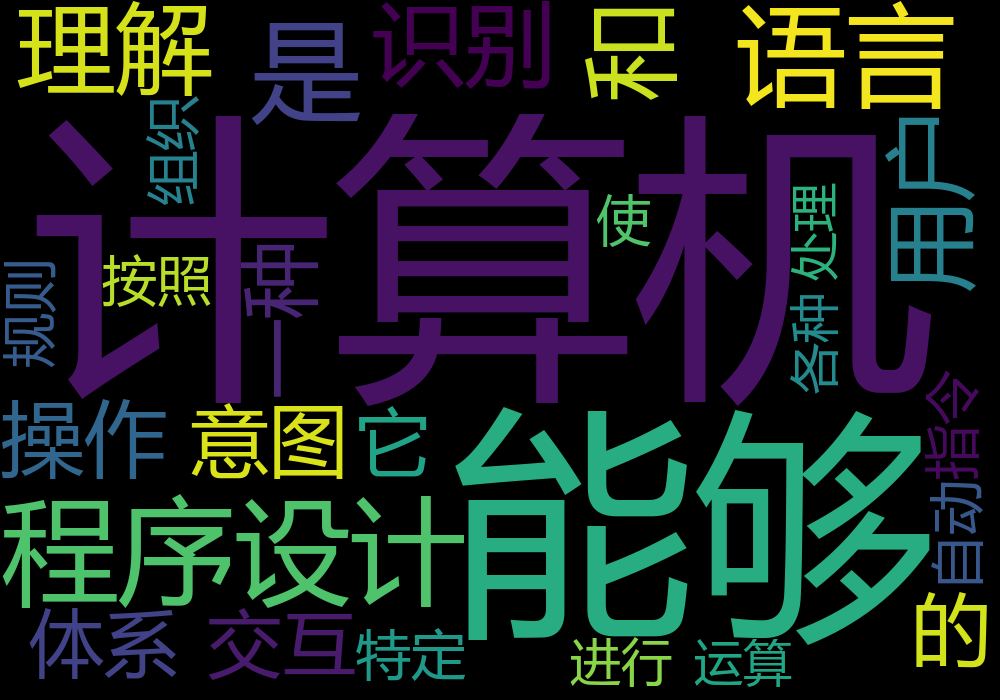 理解
是
识别
和
语言
组织
计算机
使
处理
用户
规则
按照
一种
各种
操作
意图
它
能够
指令
自动
程序设计
体系
交互
特定
进行
运算
的